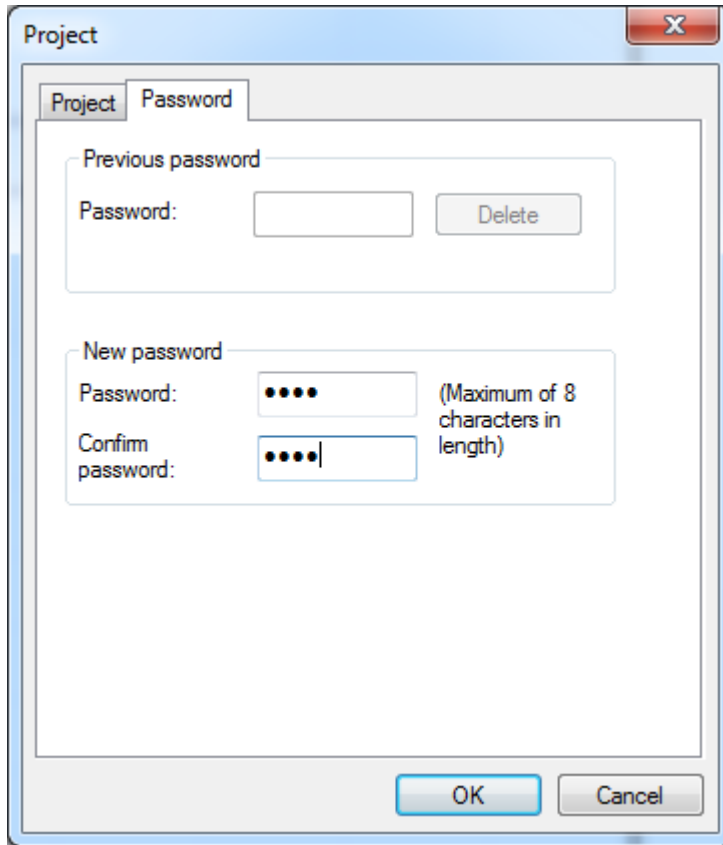 Project
Project Password
Previous password
Password:
Delete
New password
Password: ●●●● (Maximum of 8
characters in
length)
Confirm
password: ●●●●
OK Cancel